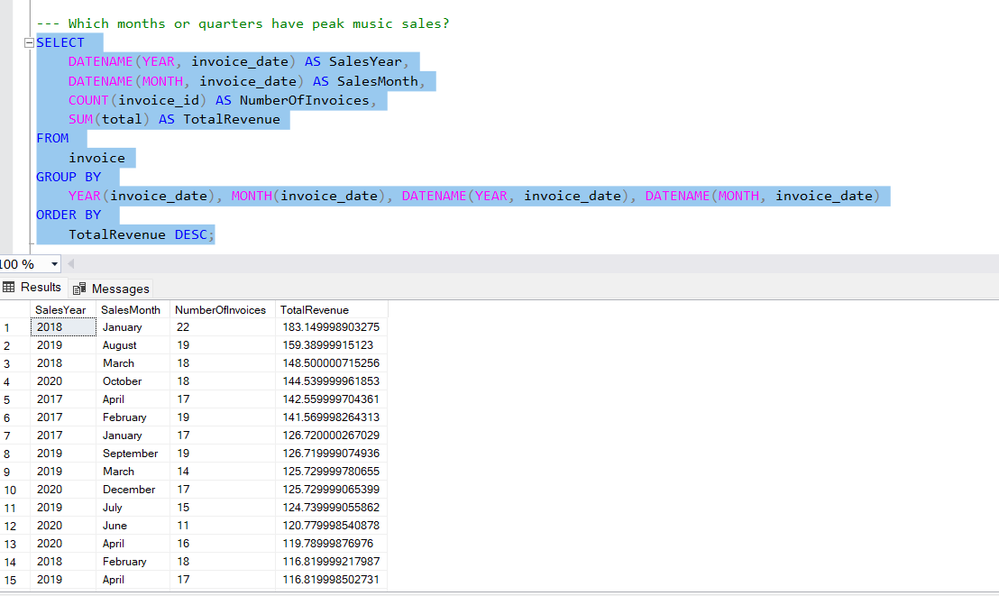 --- Which months or quarters have peak music sales?
SELECT
DATENAME(YEAR, invoice_date) AS SalesYear,
DATENAME(MONTH, invoice_date) AS SalesMonth,
COUNT(invoice_id) AS NumberOfInvoices,
SUM(total) AS TotalRevenue
FROM
invoice
GROUP BY
YEAR(invoice_date), MONTH(invoice_date), DATENAME(YEAR, invoice_date), DATENAME(MONTH, invoice_date)
ORDER BY
TotalRevenue DESC;
100 %
Results Messages
SalesYear SalesMonth NumberOfInvoices TotalRevenue
1 2018 January 22 183.149998903275
2 2019 August 19 159.38999915123
3 2018 March 18 148.500000715256
4 2020 October 18 144.539999961853
5 2017 April 17 142.559999704361
6 2017 February 19 141.569998264313
7 2017 January 17 126.720000267029
8 2019 September 19 126.719999074936
9 2019 March 14 125.729999780655
10 2020 December 17 125.729999065399
11 2019 July 15 124.739999055862
12 2020 June 11 120.779998540878
13 2020 April 16 119.78999876976
14 2018 February 18 116.819999217987
15 2019 April 17 116.819998502731